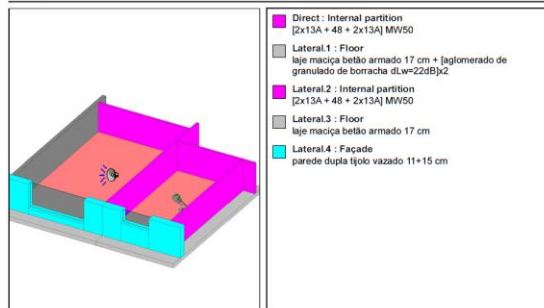 Direct : Internal partition
[2x13A + 48 + 2x13A] MW50
Lateral.1 : Floor
laje maciça betão armado 17 cm + [aglomerado de
granulado de borracha dLw=22dB]x2
Lateral.2 : Internal partition
[2x13A + 48 + 2x13A] MW50
Lateral.3 : Floor
laje maciça betão armado 17 cm
Lateral.4 : Façade
parede dupla tijolo vazado 11+15 cm